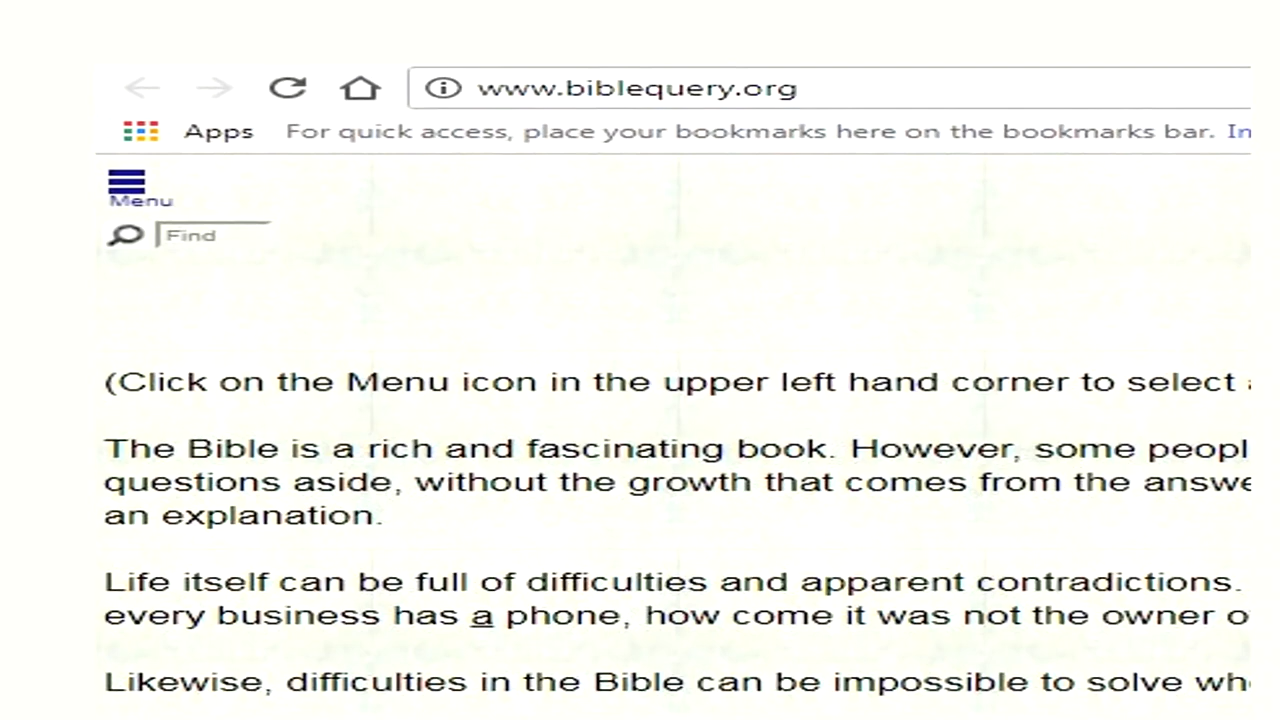 www.biblequery.org
Apps For quick access, place your bookmarks here on the bookmarks bar. In
Menu
Find
(Click on the Menu icon in the upper left hand corner to select
The Bible is a rich and fascinating book. However, some peopl
questions aside, without the growth that comes from the answe
an explanation.
Life itself can be full of difficulties and apparent contradictions.
every business has a phone, how come it was not the owner o
Likewise, difficulties in the Bible can be impossible to solve wh